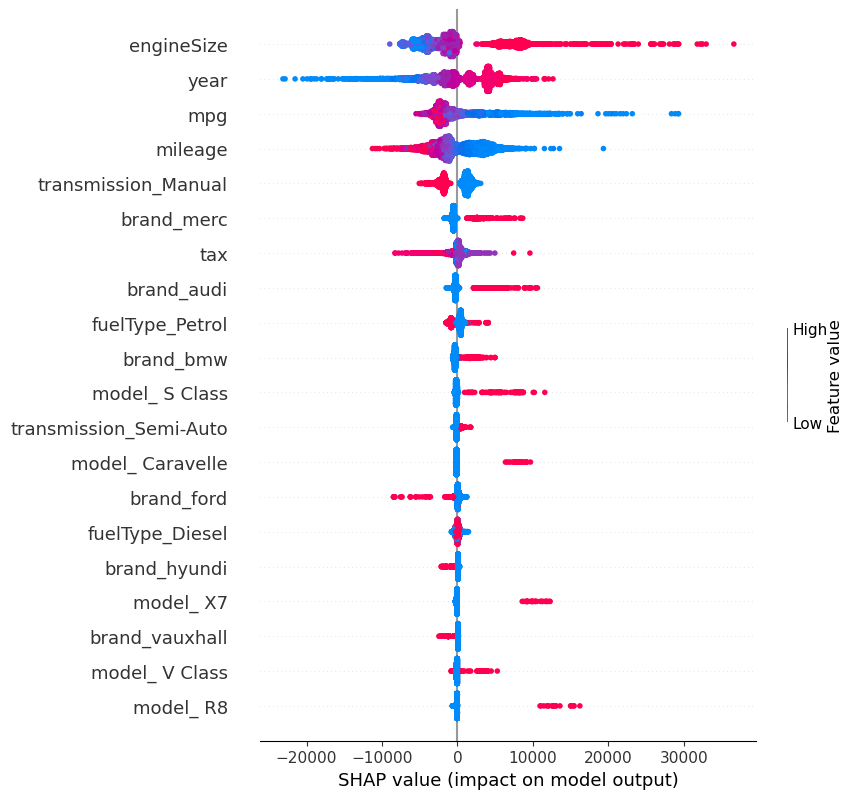 engineSize
year
mpg
mileage
transmission_Manual
brand_merc
tax
brand_audi
fuelType_Petrol
brand_bmw
model_ S Class
transmission_Semi-Auto
model_ Caravelle
brand_ford
fuelType_Diesel
brand_hyundi
model_ X7
brand_vauxhall
model_ V Class
model_ R8
−20000 −10000 0 10000 20000 30000
SHAP value (impact on model output)
High
Low
Feature value